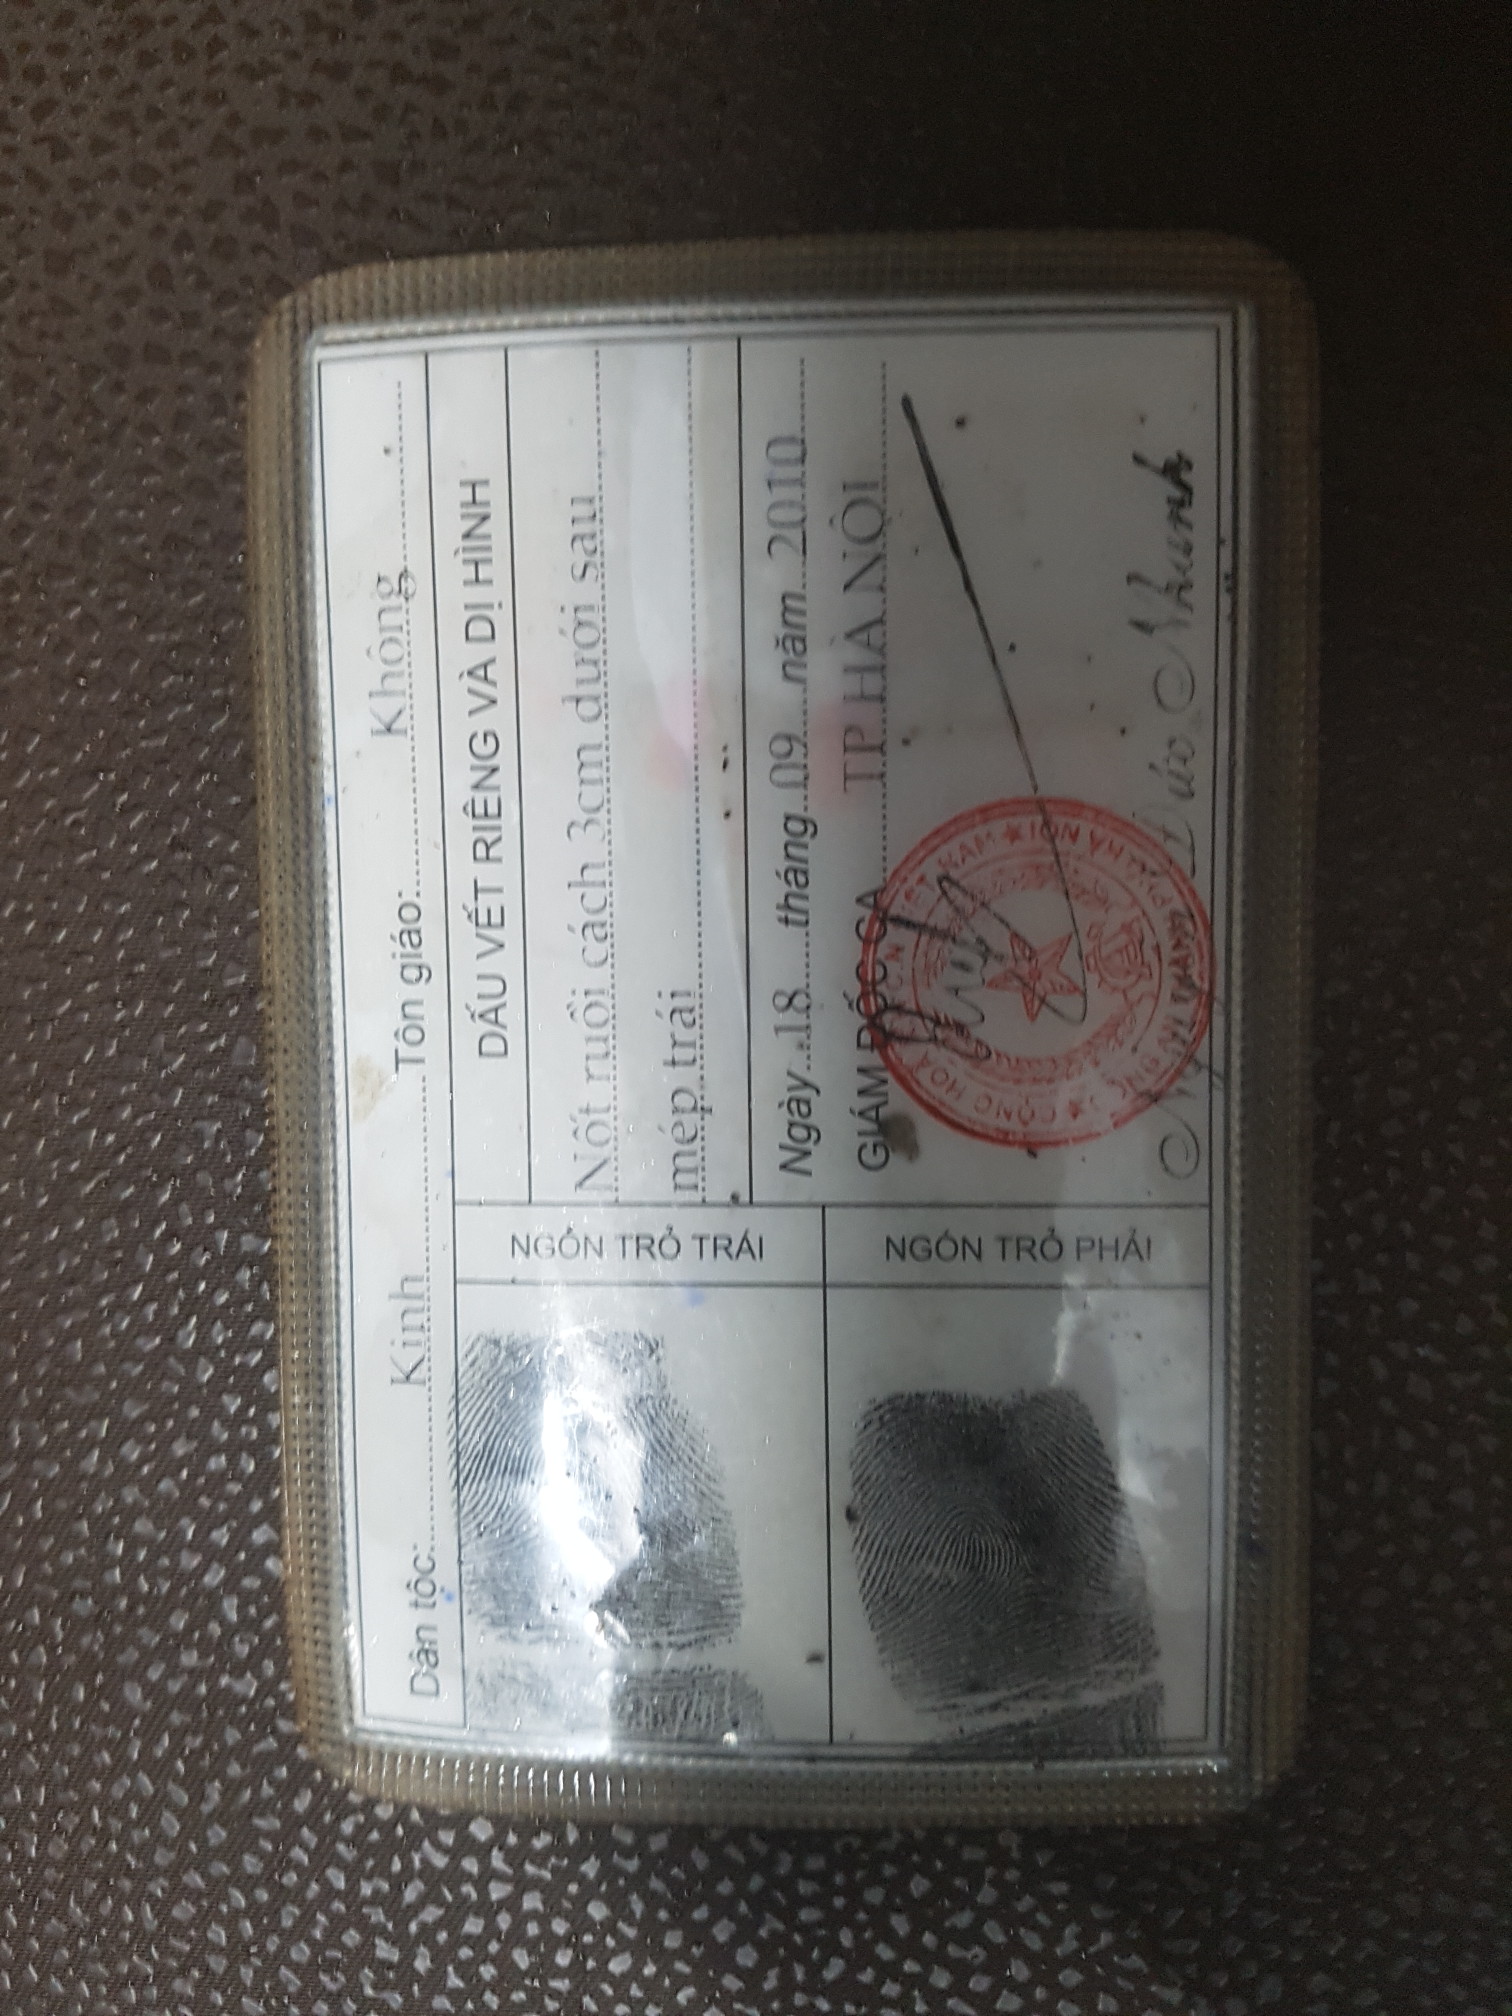 Dân tộc: Kinh Tôn giáo: Không
DẤU VẾT RIÊNG VÀ DỊ HÌNH
NGÓN TRỎ TRÁI
Nốt ruồi cách 3cm dưới sau
mép trái
Ngày 18 tháng 09 năm 2010
GIÁM ĐỐC CA TP HÀ NỘI
NGÓN TRỎ PHẢI
Đức Nhanh